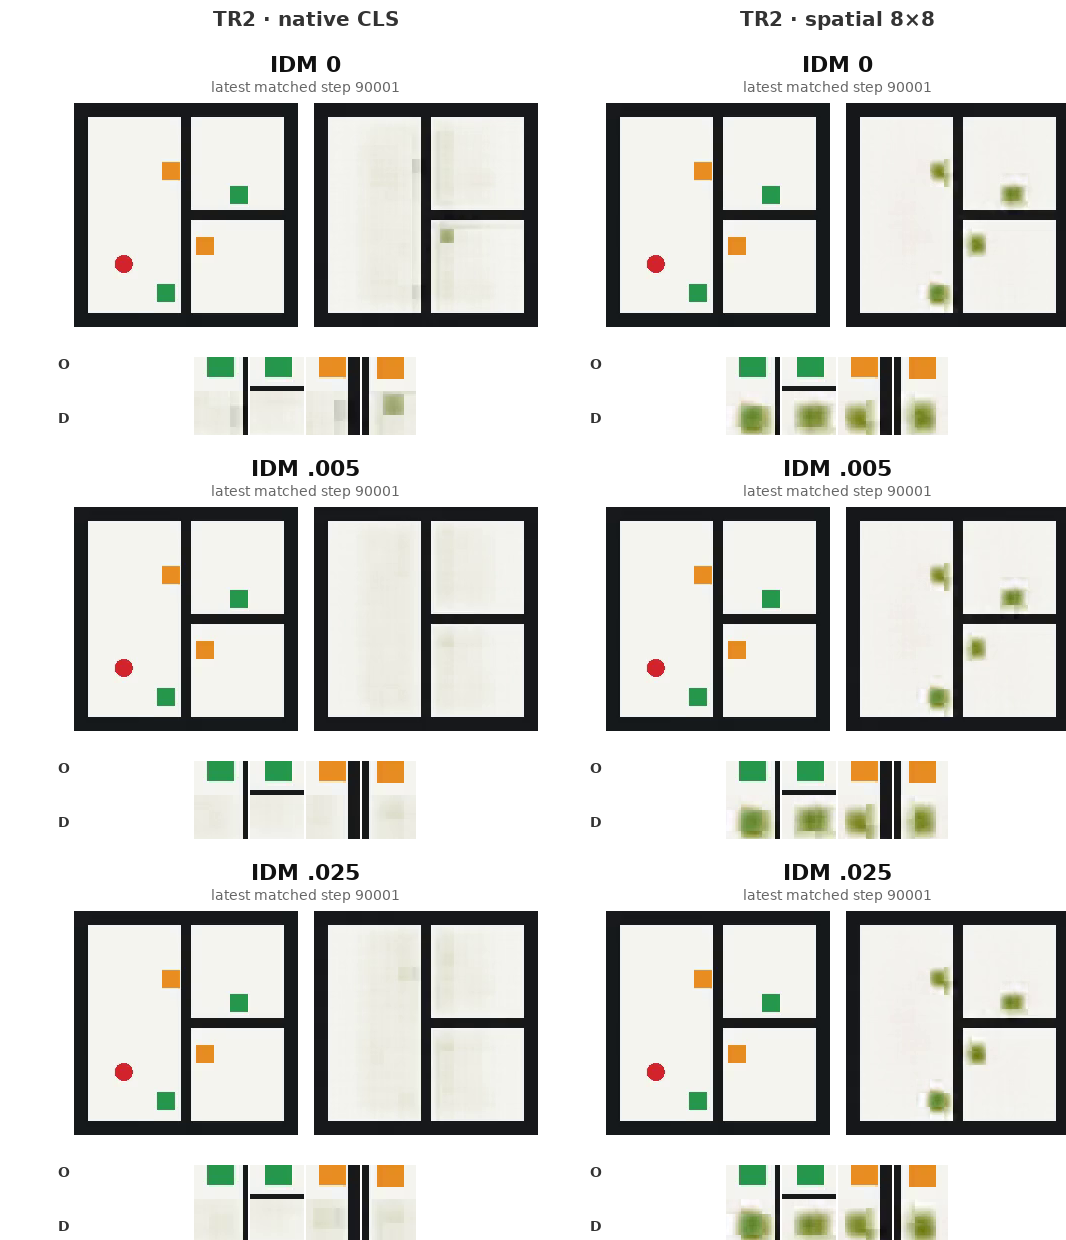 TR2 · native CLS
TR2 · spatial 8×8
IDM 0
latest matched step 90001
IDM 0
latest matched step 90001
O
D
O
D
IDM .005
latest matched step 90001
IDM .005
latest matched step 90001
O
D
O
D
IDM .025
latest matched step 90001
IDM .025
latest matched step 90001
O
D
O
D